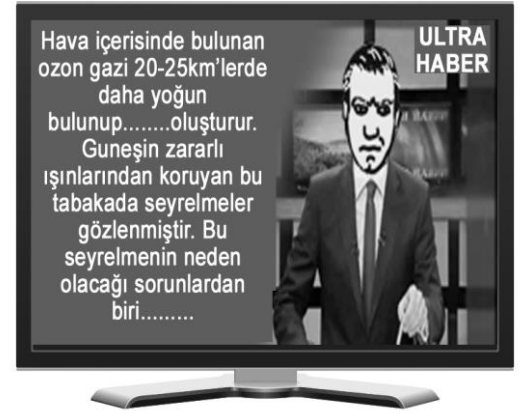 Hava içerisinde bulunan
ozon gazi 20-25km'lerde
daha yoğun
bulunup........oluşturur.
Guneşin zararlı
ışınlarından koruyan bu
tabakada seyrelmeler
gözlenmiştir. Bu
seyrelmenin neden
olacağı sorunlardan
biri.........
ULTRA
HABER